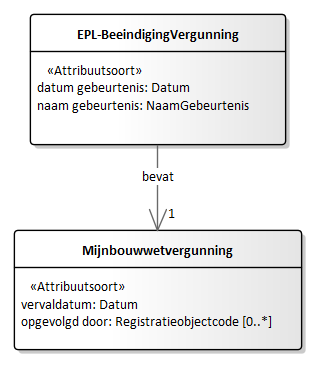 EPL-BeeindigingVergunning
«Attribuutsoort»
datum gebeurtenis: Datum
naam gebeurtenis: NaamGebeurtenis
bevat
1
Mijnbouwwetvergunning
«Attribuutsoort»
vervaldatum: Datum
opgevolgd door: Registratieobjectcode [0..*]